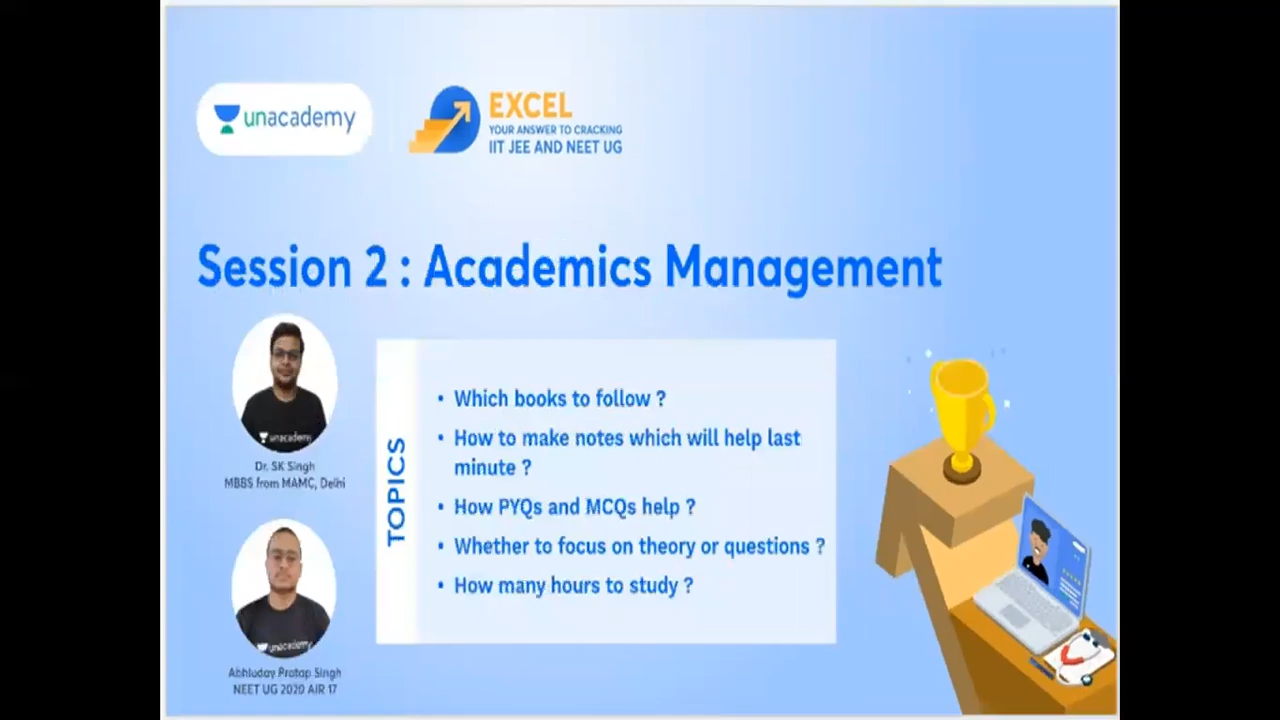 unacademy
EXCEL
YOUR ANSWER TO CRACKING
IIT JEE AND NEET UG
Session 2 : Academics Management
unacademy
Dr. SK Singh
MBBS from MAMC, Delhi
unacademy
Abhluday Pratap Singh
NEET UG 2020 AIR 17
TOPICS
• Which books to follow ?
• How to make notes which will help last
minute ?
• How PYQs and MCQs help ?
• Whether to focus on theory or questions ?
• How many hours to study ?